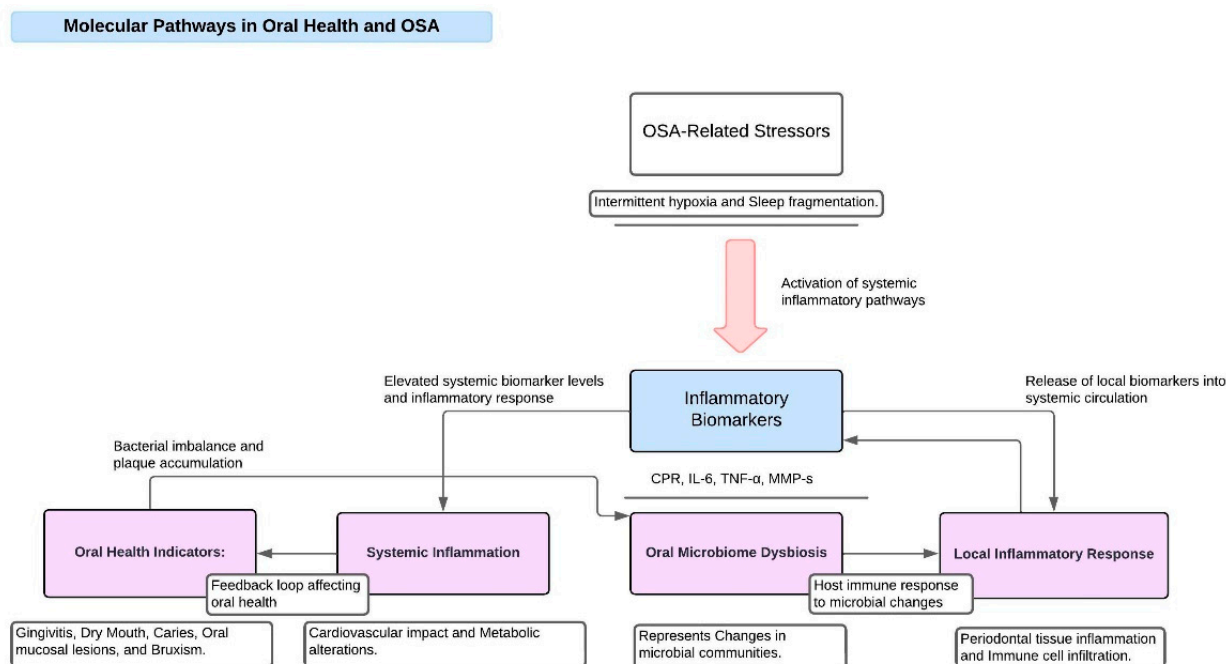 Molecular Pathways in Oral Health and OSA
OSA-Related Stressors
Intermittent hypoxia and Sleep fragmentation.
Activation of systemic
inflammatory pathways
Elevated systemic biomarker levels
and inflammatory response
Inflammatory
Biomarkers
Release of local biomarkers into
systemic circulation
Bacterial imbalance and
plaque accumulation
CPR, IL-6, TNF-α, MMP-s
Oral Health Indicators:
Systemic Inflammation
Oral Microbiome Dysbiosis
Local Inflammatory Response
Feedback loop affecting
oral health
Host immune response
to microbial changes
Gingivitis, Dry Mouth, Caries, Oral
mucosal lesions, and Bruxism.
Cardiovascular impact and Metabolic
alterations.
Represents Changes in
microbial communities.
Periodontal tissue inflammation
and Immune cell infiltration.